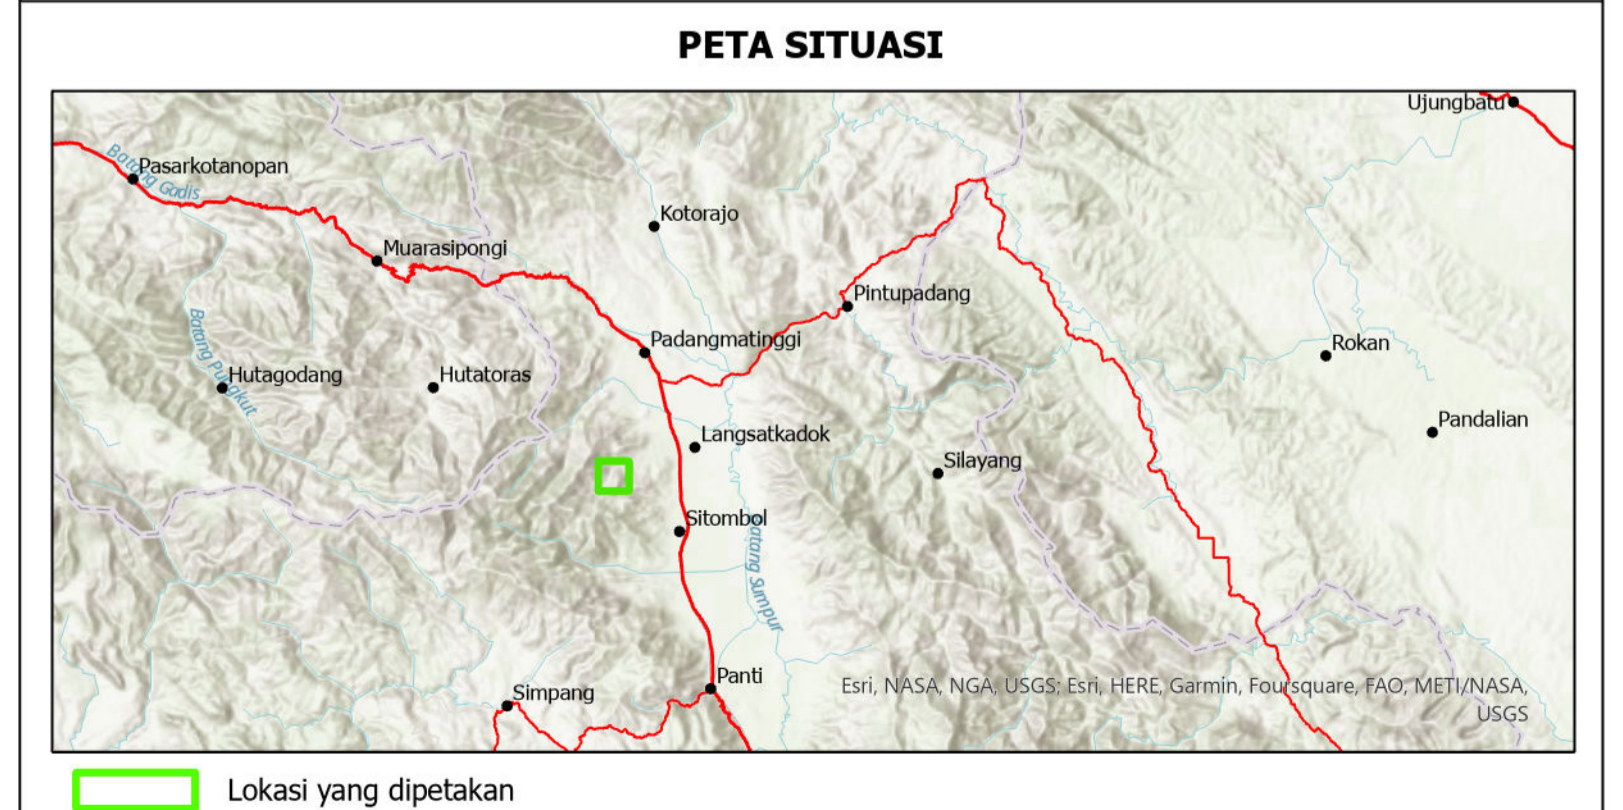 PETA SITUASI
Ujungbatu
Batang Gadis
Pasarkotanopan
Kotorajo
Muarasipongi
Pintupadang
Batang Pungkut
Padangmatinggi
Rokan
Hutagodang
Hutatoras
Pandalian
Langsatkadok
Silayang
Sitombol
Batang Sumpur
Panti
Simpang
Esri, NASA, NGA, USGS; Esri, HERE, Garmin, Foursquare, FAO, METI/NASA,
USGS
Lokasi yang dipetakan